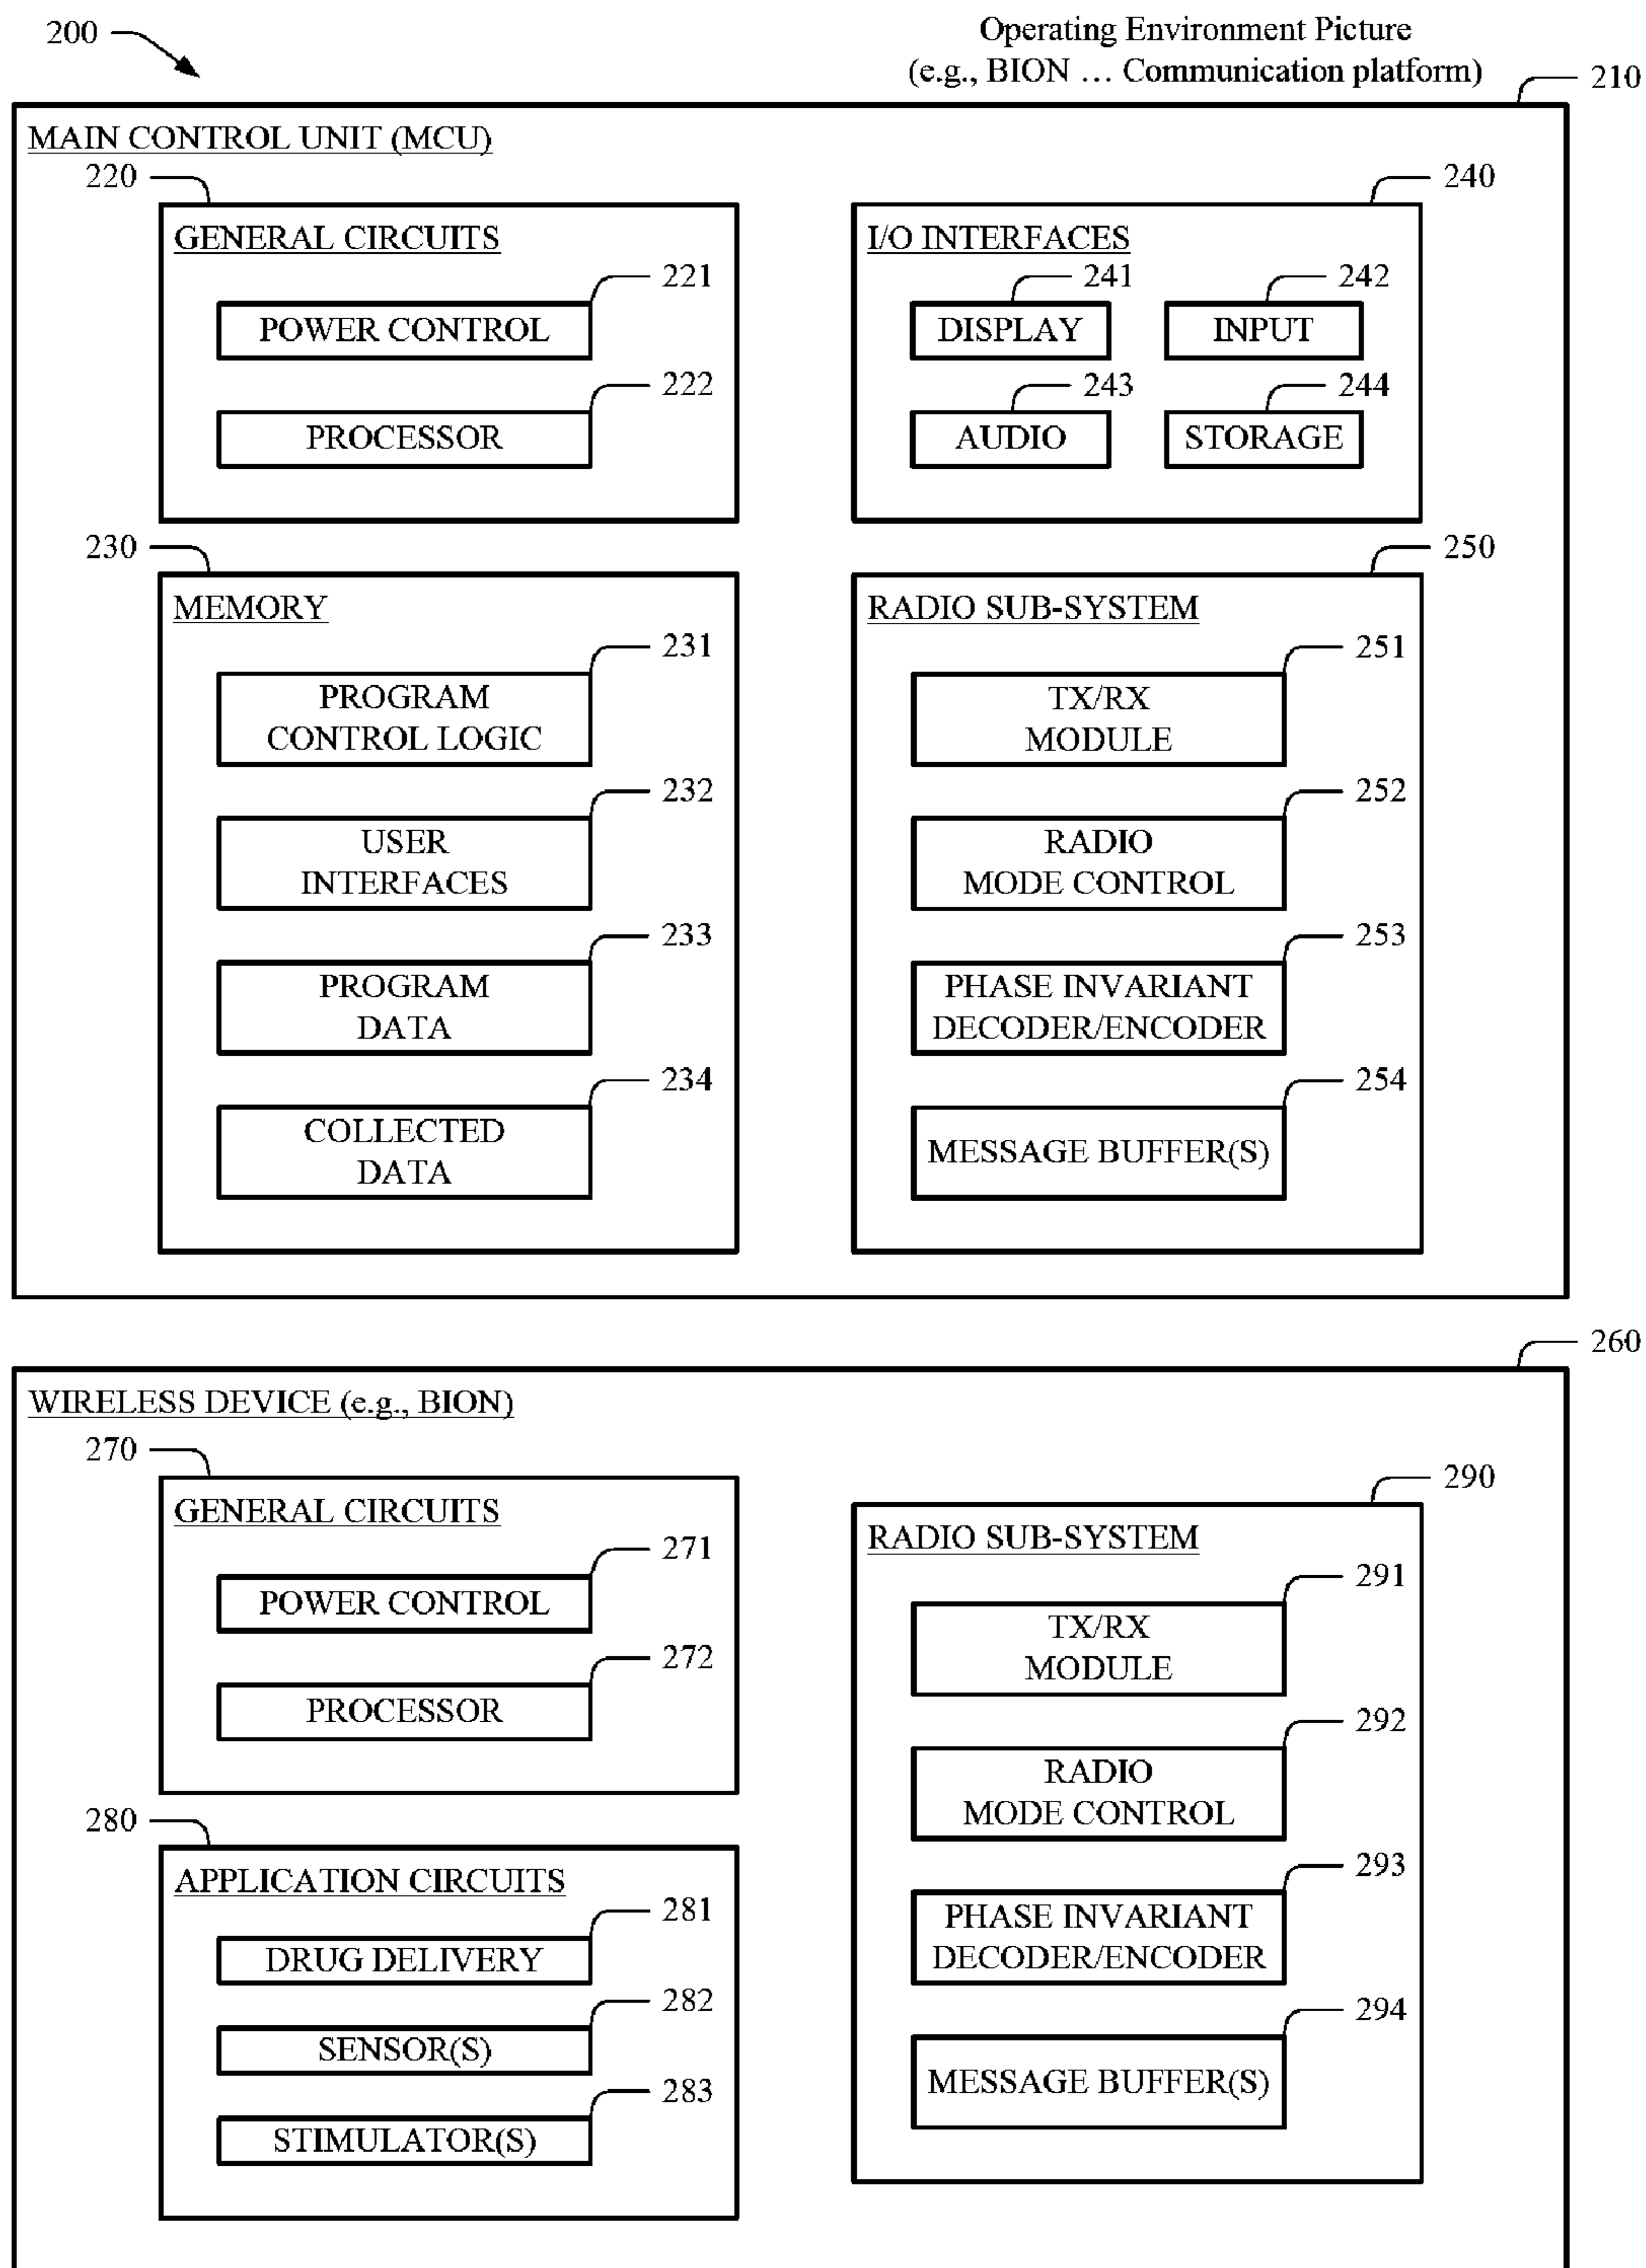 200
Operating Environment Picture
(e.g., BION … Communication platform)
210
MAIN CONTROL UNIT (MCU)
220
GENERAL CIRCUITS
221
POWER CONTROL
222
PROCESSOR
240
I/O INTERFACES
241
DISPLAY
242
INPUT
243
AUDIO
244
STORAGE
230
MEMORY
231
PROGRAM
CONTROL LOGIC
232
USER
INTERFACES
233
PROGRAM
DATA
234
COLLECTED
DATA
250
RADIO SUB-SYSTEM
251
TX/RX
MODULE
252
RADIO
MODE CONTROL
253
PHASE INVARIANT
DECODER/ENCODER
254
MESSAGE BUFFER(S)
260
WIRELESS DEVICE (e.g., BION)
270
GENERAL CIRCUITS
271
POWER CONTROL
272
PROCESSOR
280
APPLICATION CIRCUITS
281
DRUG DELIVERY
282
SENSOR(S)
283
STIMULATOR(S)
290
RADIO SUB-SYSTEM
291
TX/RX
MODULE
292
RADIO
MODE CONTROL
293
PHASE INVARIANT
DECODER/ENCODER
294
MESSAGE BUFFER(S)